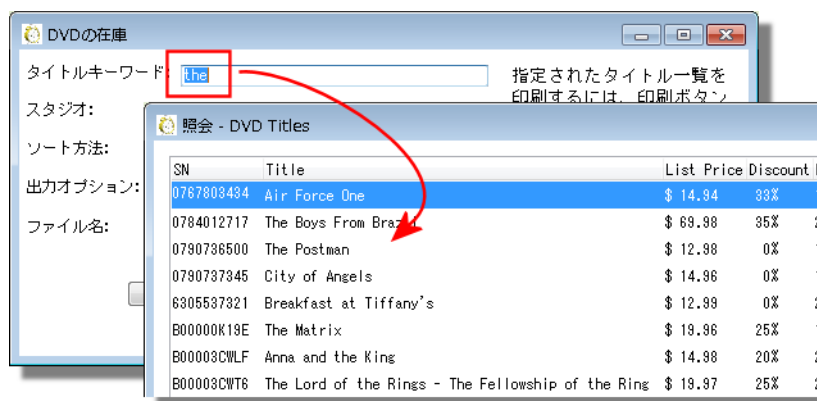 DVDの在庫
タイトルキーワード: the
指定されたタイトル一覧を
印刷するには、印刷ボタン
スタジオ:
ソート方法:
出力オプション:
ファイル名:
照会 - DVD Titles
SN Title List Price Discount
0767803434 Air Force One $ 14.94 33%
0784012717 The Boys From $ 69.98 35%
0790736500 The Postman $ 12.98 0%
0790737345 City of Angels $ 14.96 0%
6305537321 Breakfast at Tiffany's $ 12.99 0%
B00000K19E The Matrix $ 19.96 25%
B00003CWLF Anna and the King $ 14.98 20%
B00003CWT6 The Lord of the Rings - The Fellowship of the Ring $ 19.97 25%